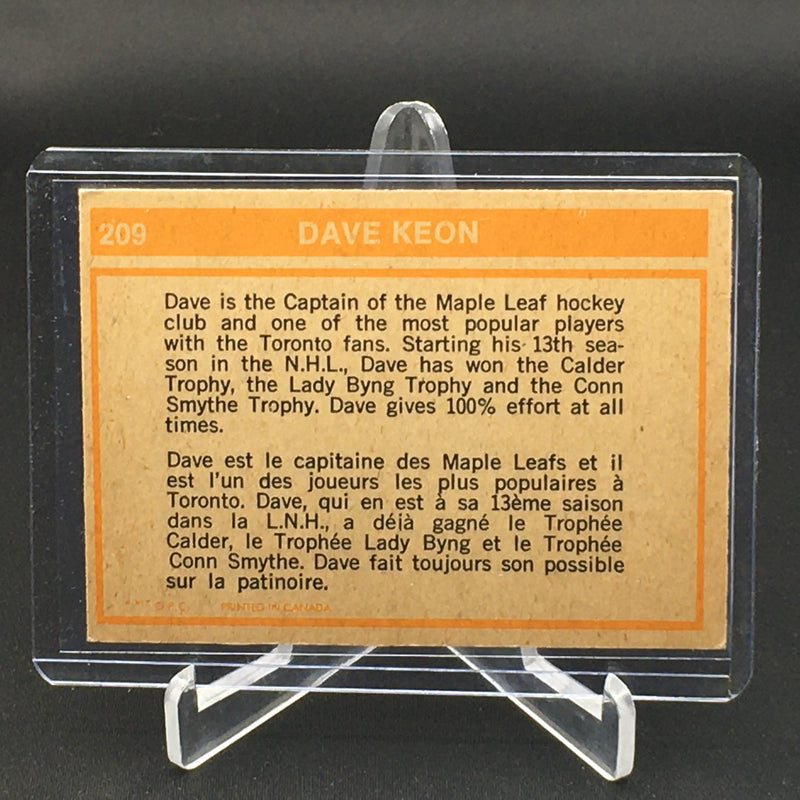 209 DAVE KEON
Dave is the Captain of the Maple Leaf hockey
club and one of the most popular players
with the Toronto fans. Starting his 13th sea-
son in the N.H.L., Dave has won the Calder
Trophy, the Lady Byng Trophy and the Conn
Smythe Trophy. Dave gives 100% effort at all
times.
Dave est le capitaine des Maple Leafs et il
est l'un des joueurs les plus populaires à
Toronto. Dave, qui en est à sa 13ème saison
dans la L.N.H., a déjà gagné le Trophée
Calder, le Trophée Lady Byng et le Trophée
Conn Smythe. Dave fait toujours son possible
sur la patinoire.
O.P.C. PRINTED IN CANADA